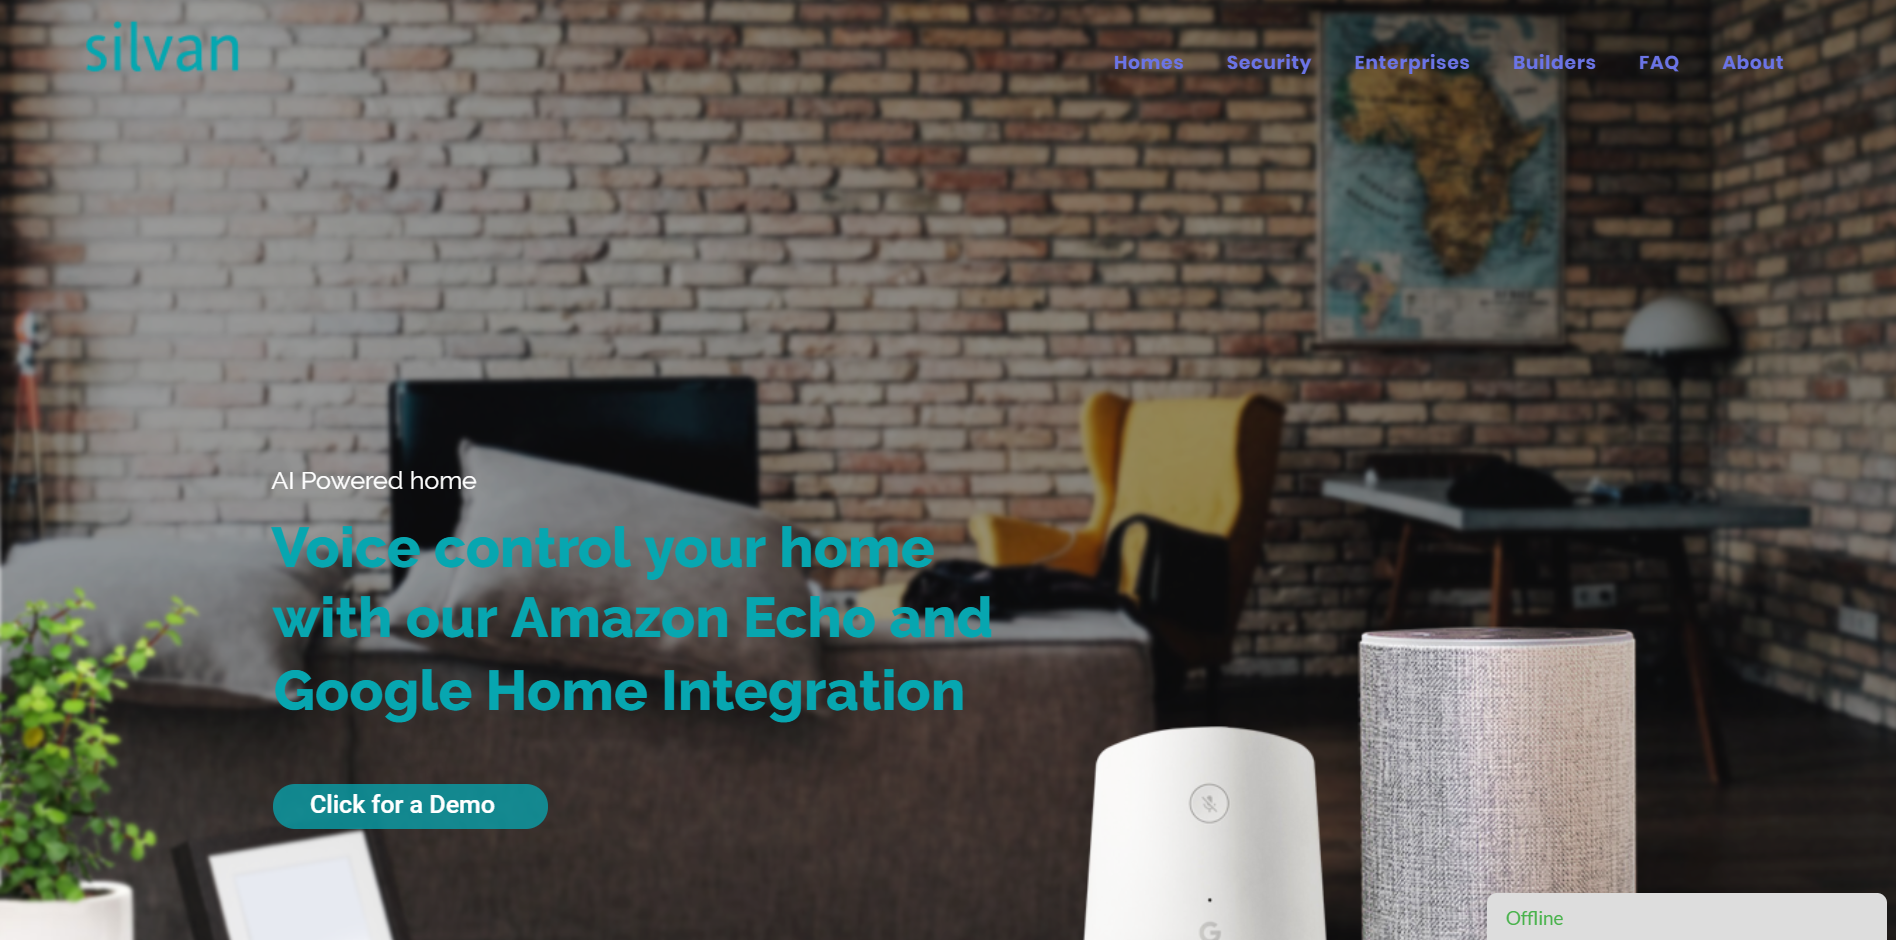 silvan
Homes Security Enterprises Builders FAQ About
AI Powered home
Voice control your home
with our Amazon Echo and
Google Home Integration
Click for a Demo
G
Offline